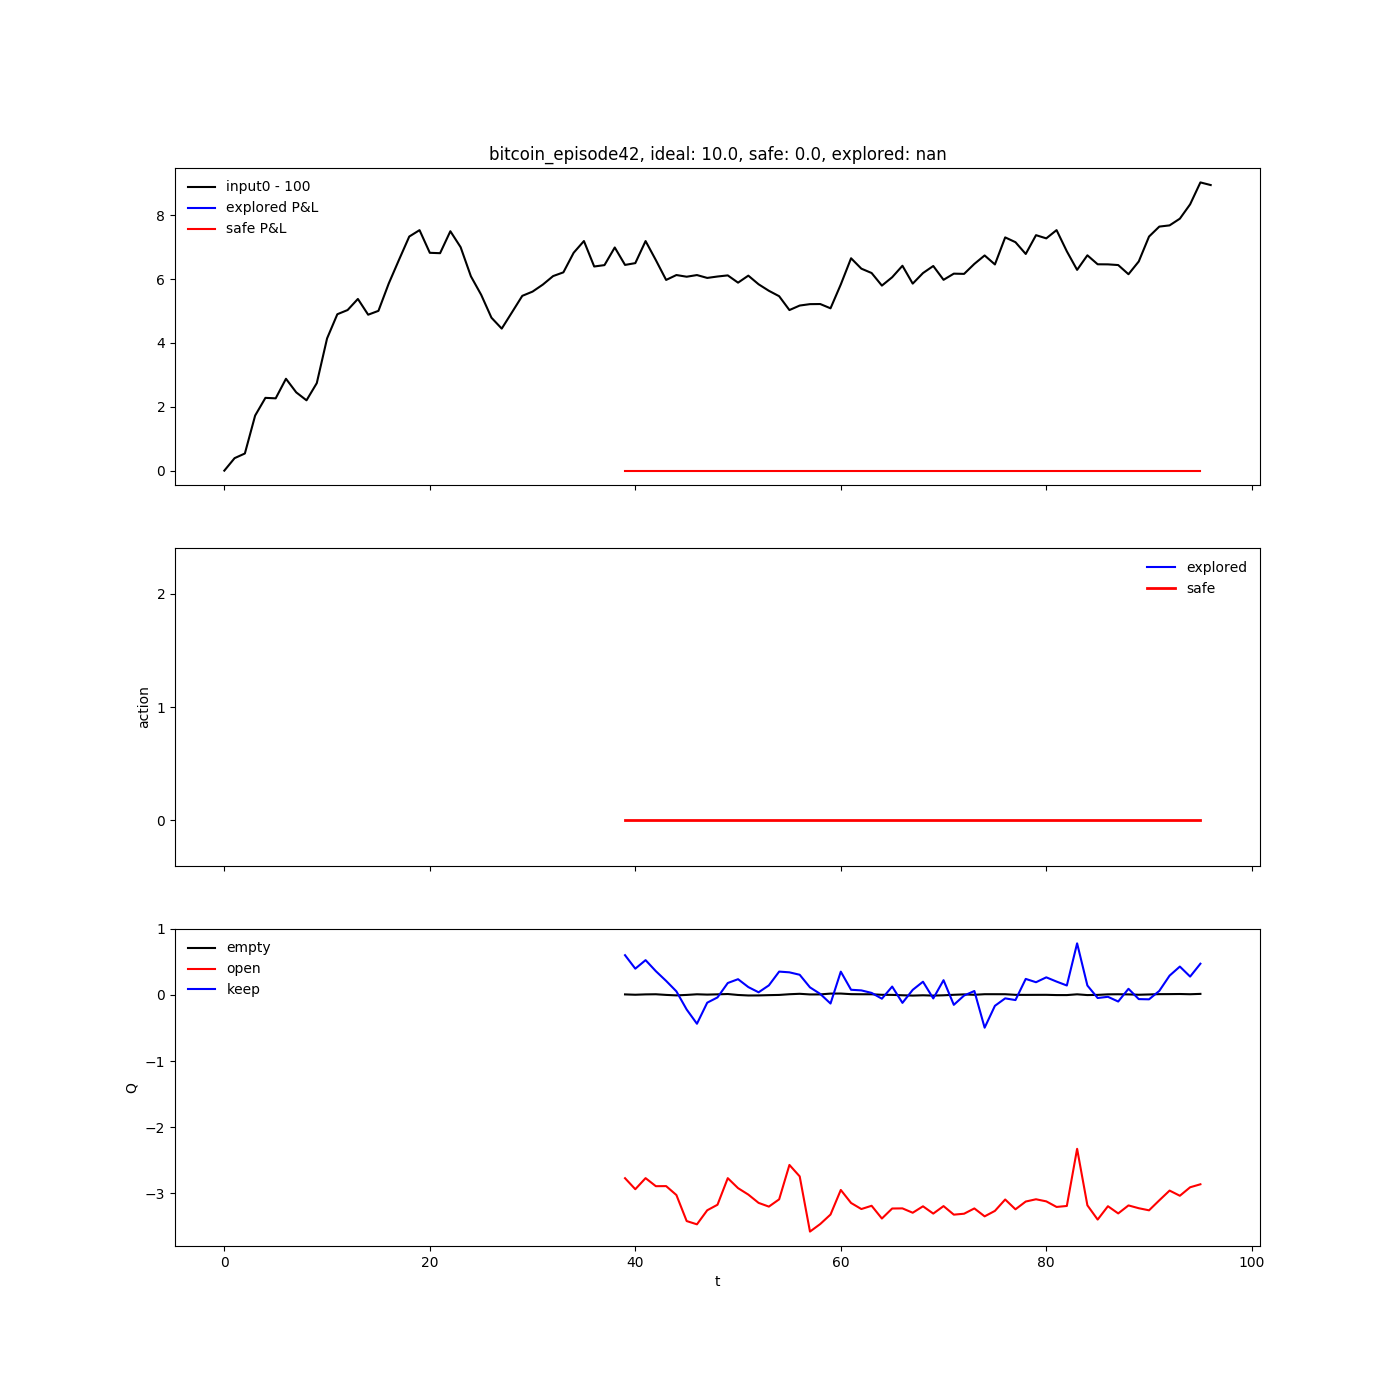 bitcoin_episode42, ideal: 10.0, safe: 0.0, explored: nan
input0 - 100
explored P&L
safe P&L
8
6
4
2
0
explored
safe
2
1
0
action
empty
open
keep
1
0
−1
−2
−3
Q
0 20 40 60 80 100
t